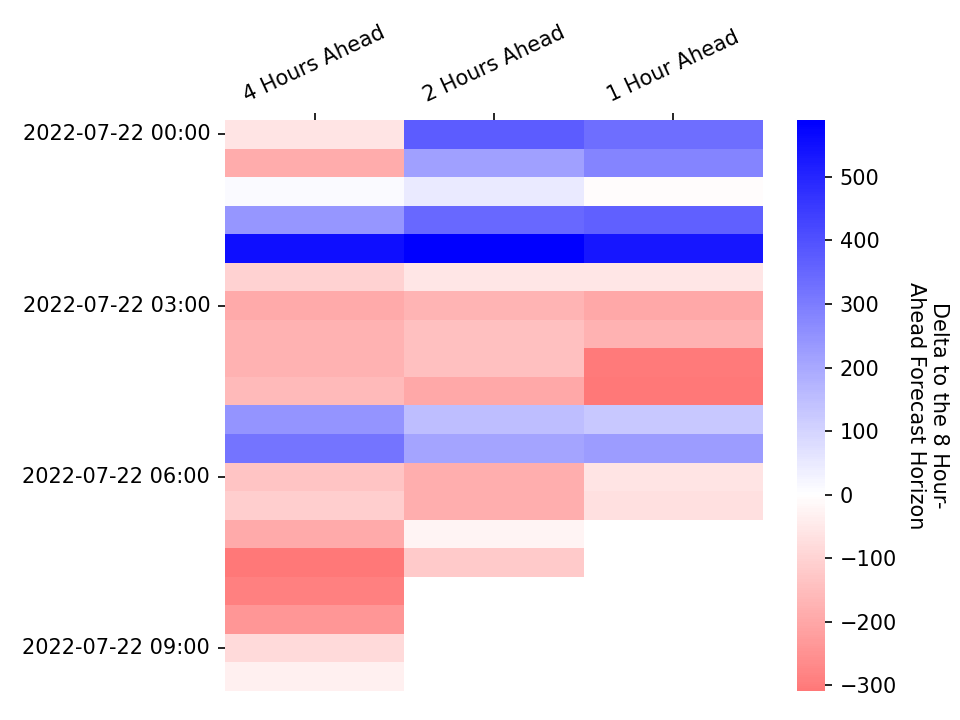 4 Hours Ahead
2 Hours Ahead
1 Hour Ahead
2022-07-22 00:00
2022-07-22 03:00
2022-07-22 06:00
2022-07-22 09:00
500
400
300
200
100
0
−100
−200
−300
Delta to the 8 Hour-
Ahead Forecast Horizon